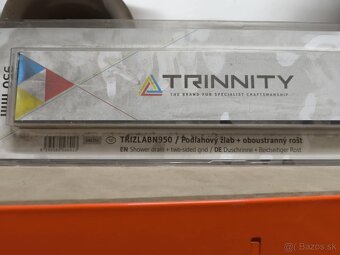 950 mm
TRINNITY
THE BRAND FOR SPECIALIST CRAFTSMANSHIP
TRIZLABN950 / Podlahový žlab + oboustranný rošt
EN Shower drain + two-sided grid / DE Duschrinne + Beidseitiger Rost
© Bazos.sk